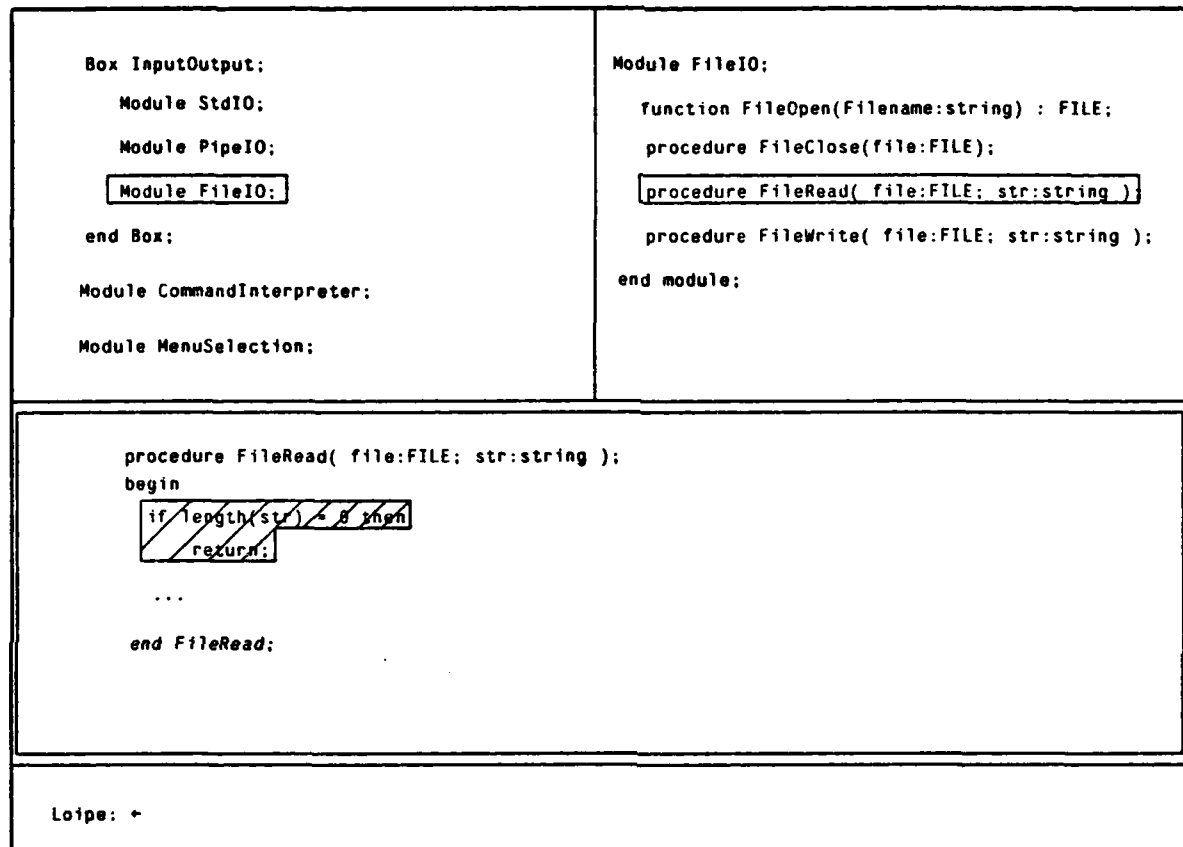 Box InputOutput;
Module StdIO;
Module PipeIO;
Module FileIO;
end Box;
Module CommandInterpreter;
Module MenuSelection;
Module FileIO;
function FileOpen(Filename:string) : FILE;
procedure FileClose(file:FILE);
procedure FileRead( file:FILE; str:string );
procedure FileWrite( file:FILE; str:string );
end module;
procedure FileRead( file:FILE; str:string );
begin
if length(str) = 0 then
return;
...
end FileRead;
Loipe: ←